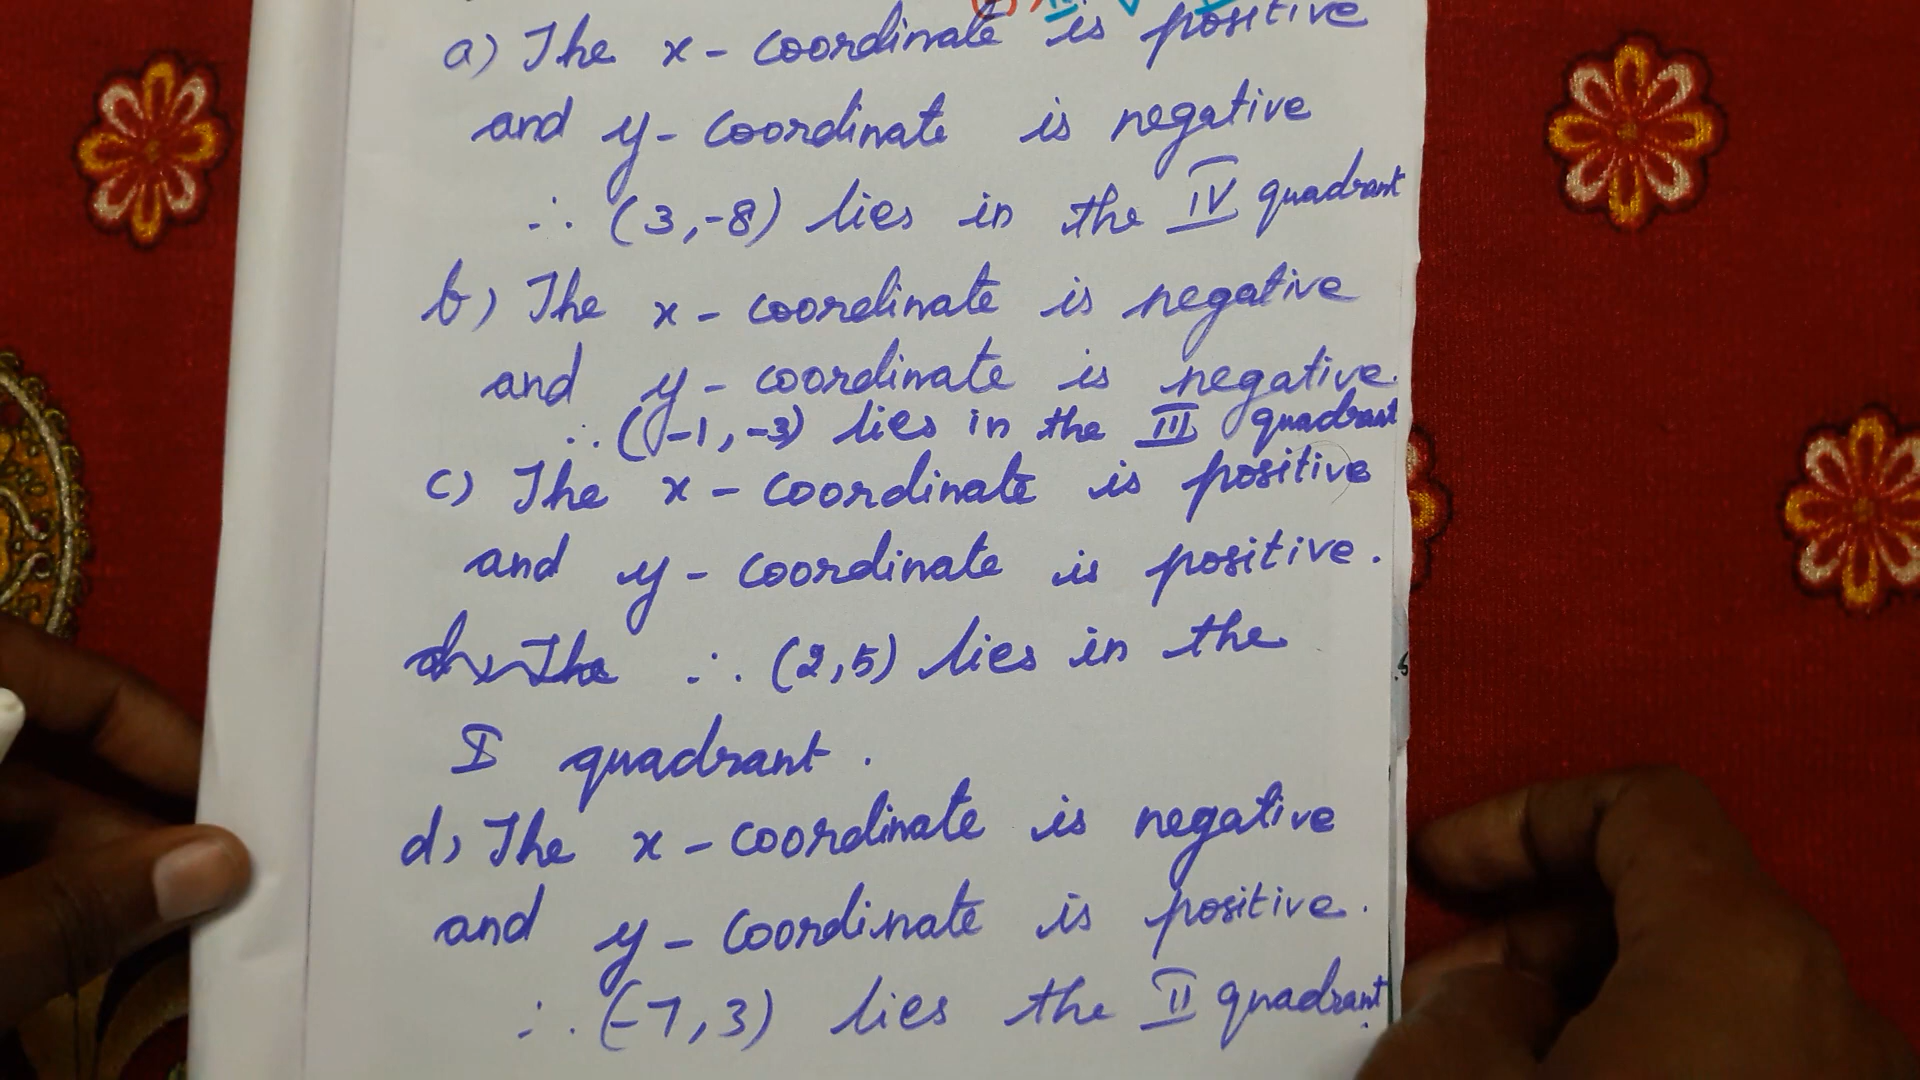 a) The x - coordinate is positive
and y - coordinate is negative
∴ (3,-8) lies in the IV quadrant
b) The x - coordinate is negative
and y - coordinate is negative.
∴ (-1,-3) lies in the III quadrant
c) The x - coordinate is positive
and y - coordinate is positive.
∴ (2,5) lies in the
I quadrant.
d) The x - coordinate is negative
and y - coordinate is positive.
∴ (-7,3) lies the II quadrant.